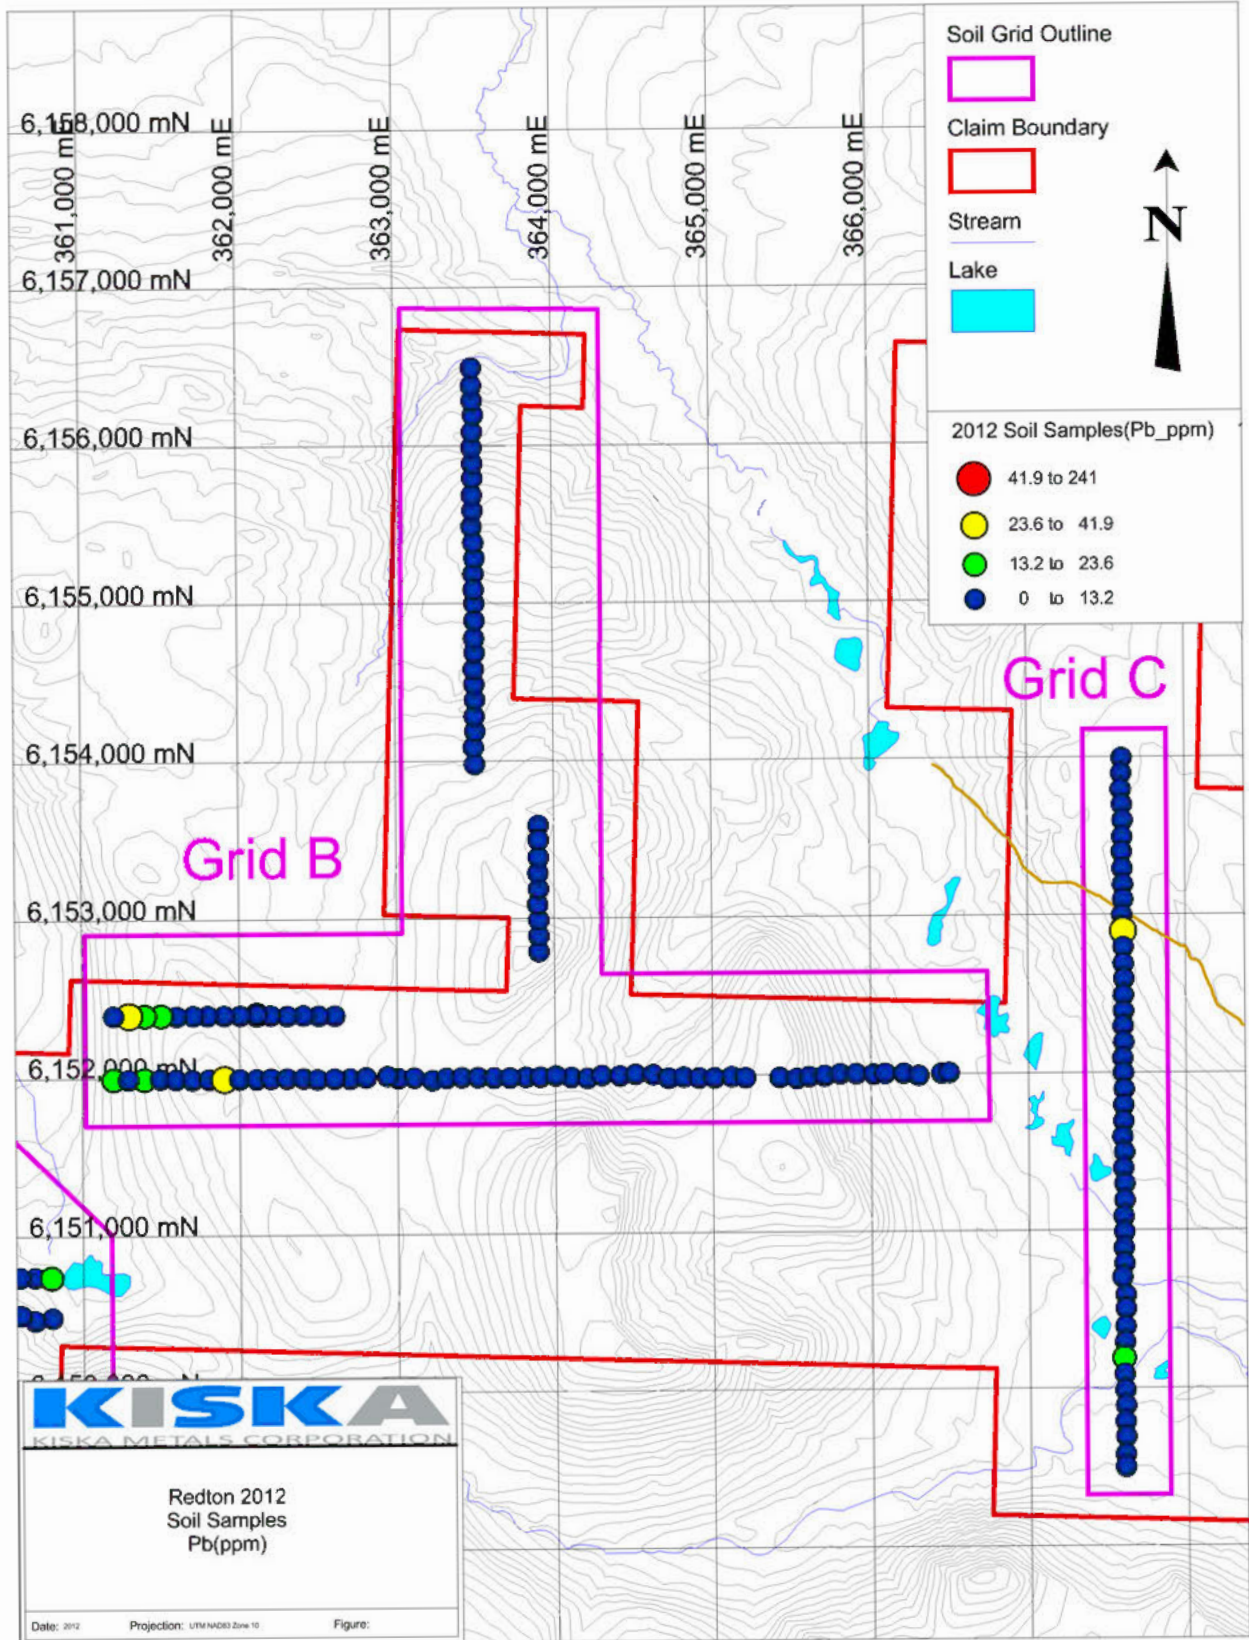 Soil Grid Outline
Claim Boundary
Stream
Lake
N
2012 Soil Samples(Pb_ppm)
41.9 to 241
23.6 to 41.9
13.2 to 23.6
0 to 13.2
6,158,000 mN
361,000 mE
362,000 mE
363,000 mE
364,000 mE
365,000 mE
366,000 mE
6,157,000 mN
6,156,000 mN
6,155,000 mN
Grid C
6,154,000 mN
Grid B
6,153,000 mN
6,152,000 mN
6,151,000 mN
KISKA
KISKA METALS CORPORATION
Redton 2012
Soil Samples
Pb(ppm)
Date: 2012 Projection: UTM NAD83 Zone 10 Figure: